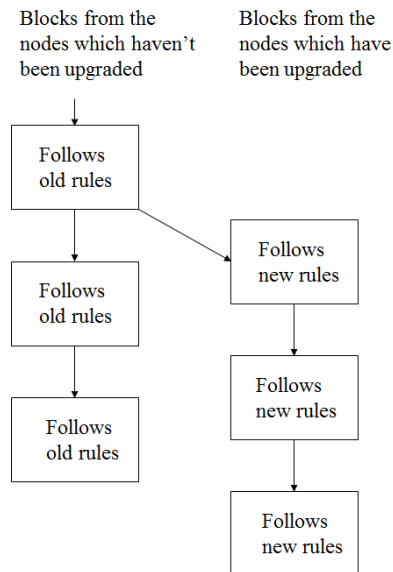 Blocks from the
nodes which haven't
been upgraded
Blocks from the
nodes which have
been upgraded
Follows
old rules
Follows
new rules
Follows
old rules
Follows
new rules
Follows
old rules
Follows
new rules